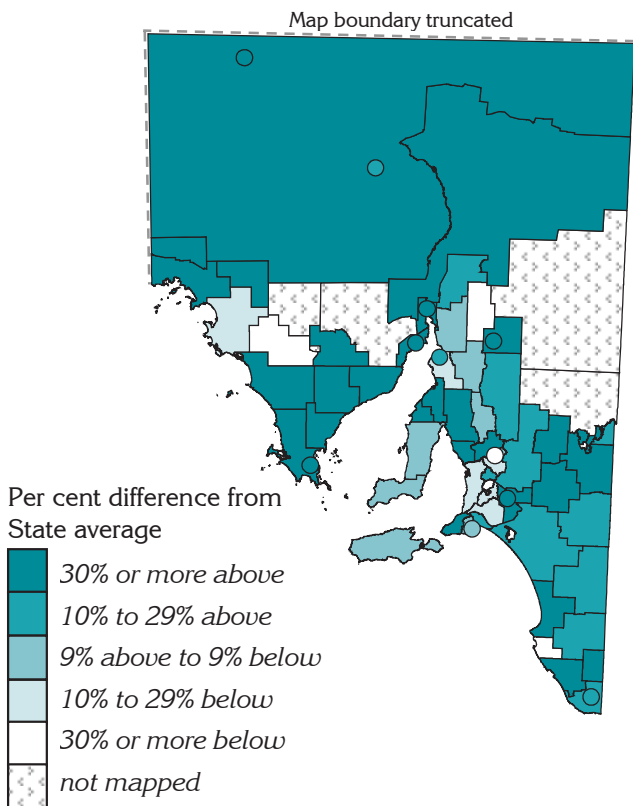 Map boundary truncated
Per cent difference from
State average
30% or more above
10% to 29% above
9% above to 9% below
10% to 29% below
30% or more below
not mapped